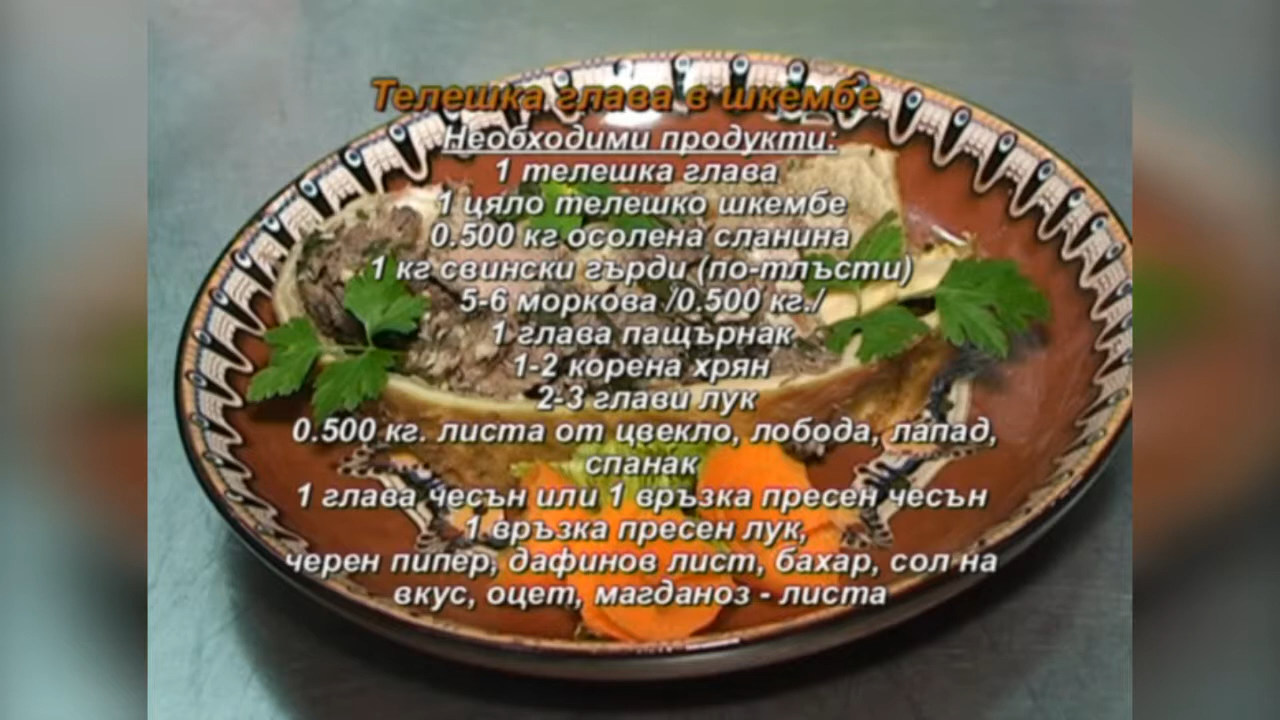 Телешка глава в шкембе
Необходими продукти:
1 телешка глава
1 цяло телешко шкембе
0.500 кг осолена сланина
1 кг свински гърди (по-тлъсти)
5-6 моркова /0.500 кг./
1 глава пащърнак
1-2 корена хрян
2-3 глави лук
0.500 кг. листа от цвекло, лобода, лапад,
спанак
1 глава чесън или 1 връзка пресен чесън
1 връзка пресен лук,
черен пипер, дафинов лист, бахар, сол на
вкус, оцет, магданоз - листа